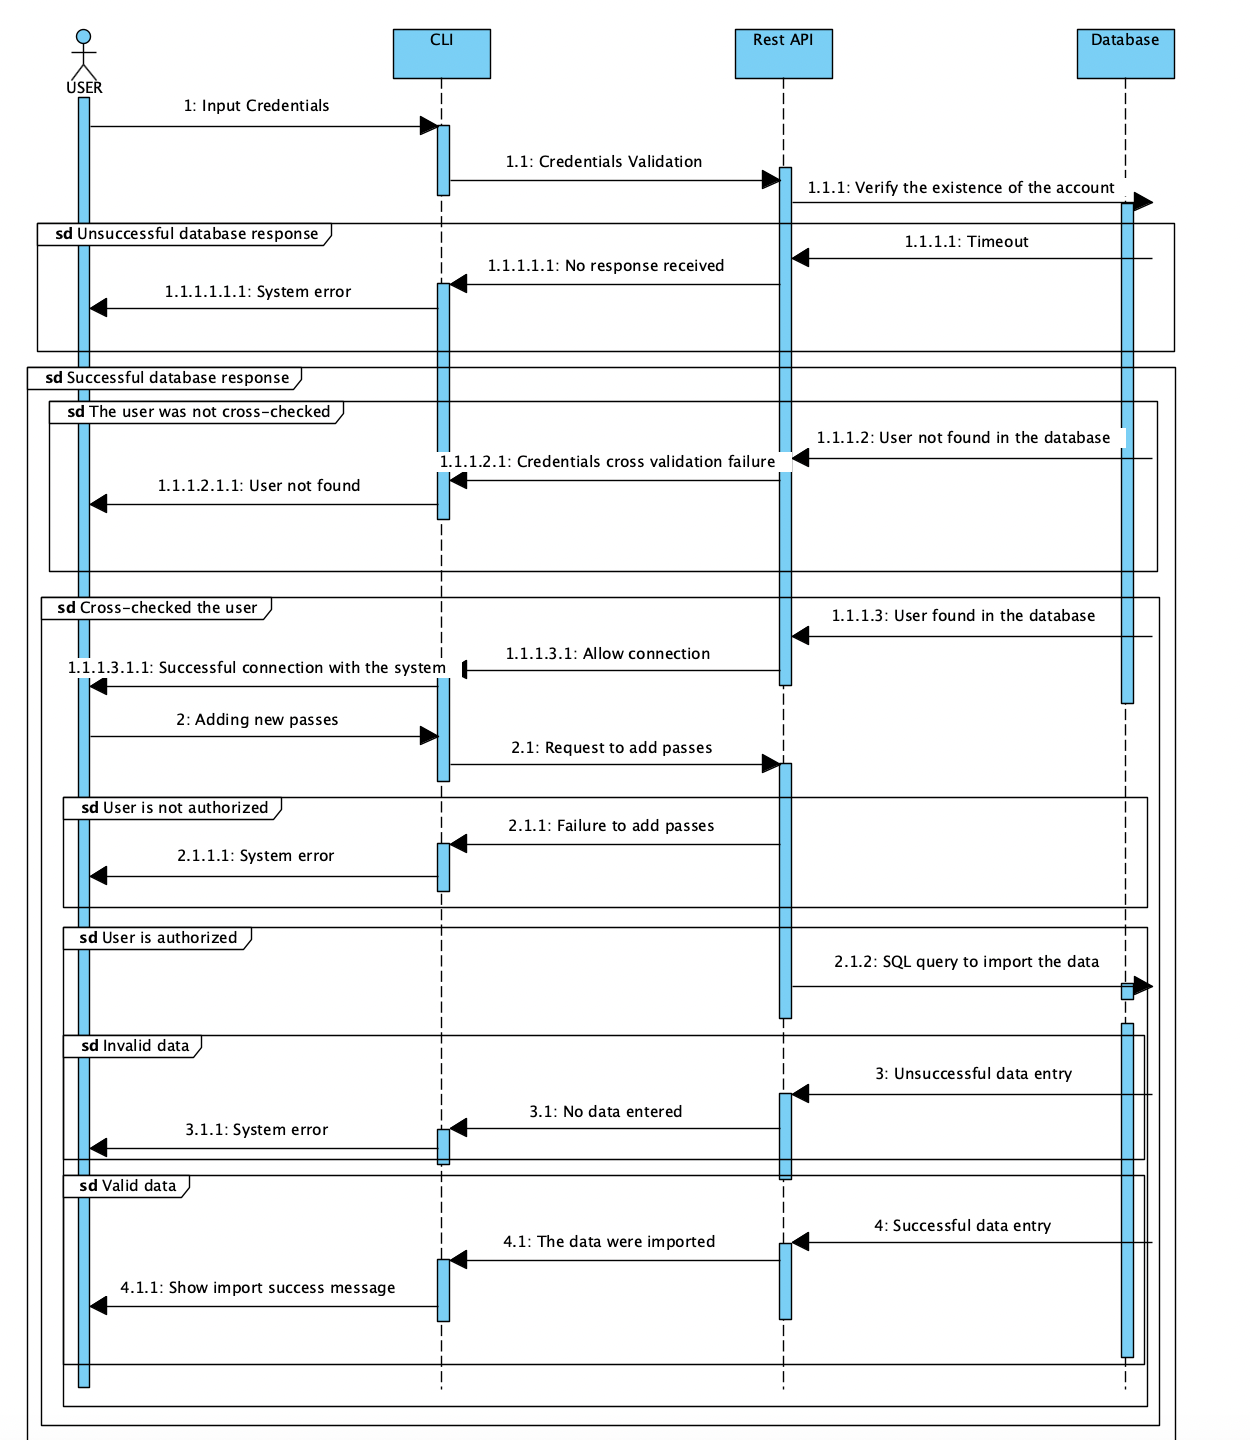 CLI
Rest API
Database
USER
1: Input Credentials
1.1: Credentials Validation
1.1.1: Verify the existence of the account
sd Unsuccessful database response
1.1.1.1: Timeout
1.1.1.1.1: No response received
1.1.1.1.1.1: System error
sd Successful database response
sd The user was not cross-checked
1.1.1.2: User not found in the database
1.1.1.2.1: Credentials cross validation failure
1.1.1.2.1.1: User not found
sd Cross-checked the user
1.1.1.3: User found in the database
1.1.1.3.1: Allow connection
1.1.1.3.1.1: Successful connection with the system
2: Adding new passes
2.1: Request to add passes
sd User is not authorized
2.1.1: Failure to add passes
2.1.1.1: System error
sd User is authorized
2.1.2: SQL query to import the data
sd Invalid data
3: Unsuccessful data entry
3.1: No data entered
3.1.1: System error
sd Valid data
4: Successful data entry
4.1: The data were imported
4.1.1: Show import success message